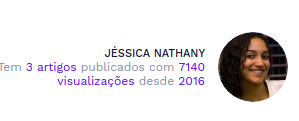 JÉSSICA NATHANY
Tem 3 artigos publicados com 7140
visualizações desde 2016